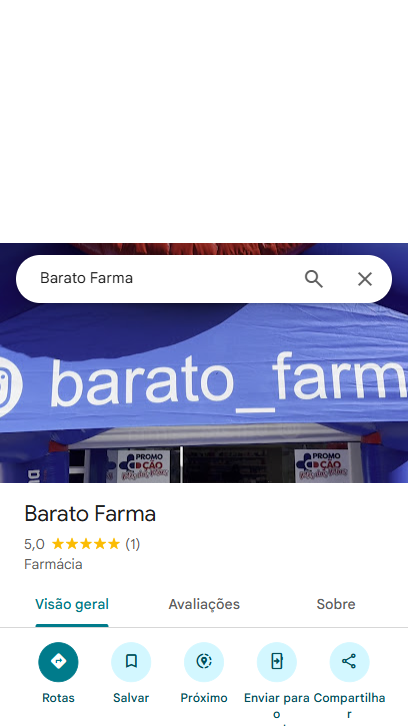 Barato Farma
barato_farm
PROMO
ÇÃO
PROMO
ÇÃO
Barato Farma
5,0 (1)
Farmácia
Visão geral
Avaliações
Sobre
Rotas
Salvar
Próximo
Enviar para
o
Compartilha
r